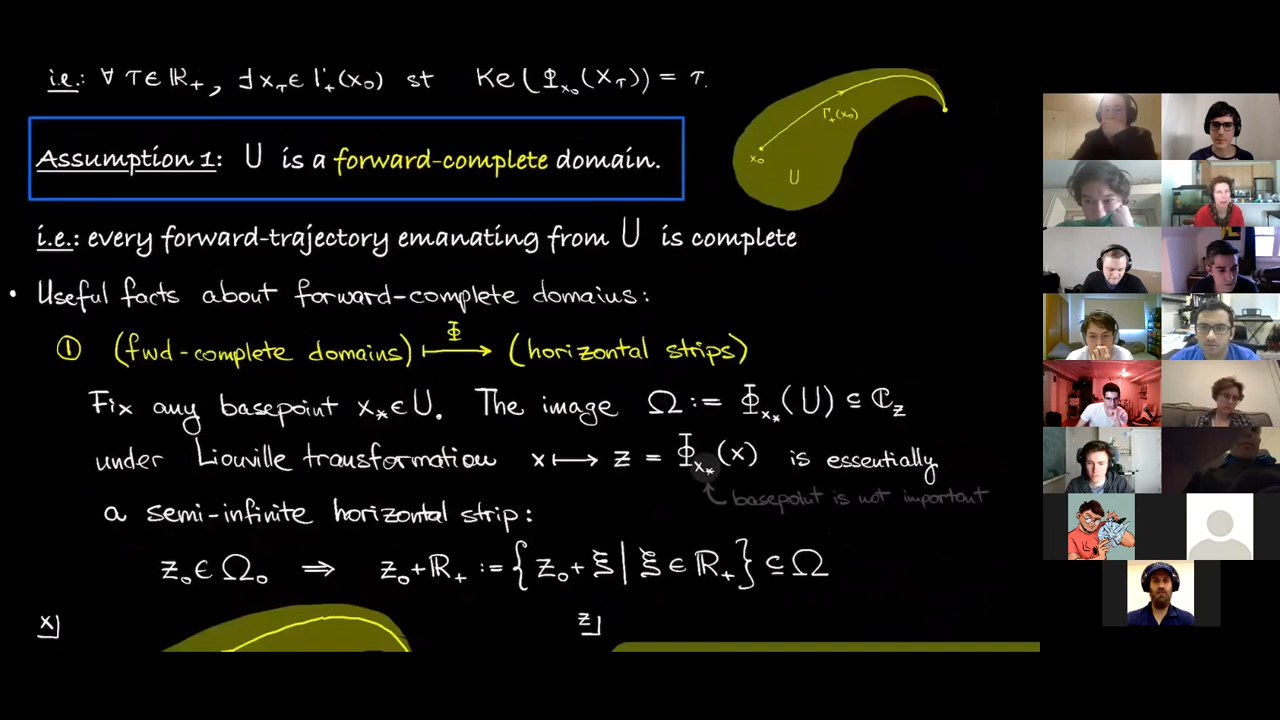 i.e.: ∀ τ ∈ ℝ₊, ∃ x_τ ∈ Γ₊(x₀) st Re(Φ_{x₀}(x_τ)) = τ.
Γ₊(x₀)
x₀
U
Assumption 1: U is a forward-complete domain.
i.e.: every forward-trajectory emanating from U is complete
• Useful facts about forward-complete domains:
① (fwd-complete domains) ⟼ (horizontal strips)
Φ
Fix any basepoint x_* ∈ U. The image Ω := Φ_{x_*}(U) ⊆ ℂ_z
under Liouville transformation x ⟼ z = Φ_{x_*}(x) is essentially
basepoint is not important
a semi-infinite horizontal strip:
z₀ ∈ Ω₀ ⟹ z₀ + ℝ₊ := {z₀ + ξ | ξ ∈ ℝ₊} ⊆ Ω
x
z